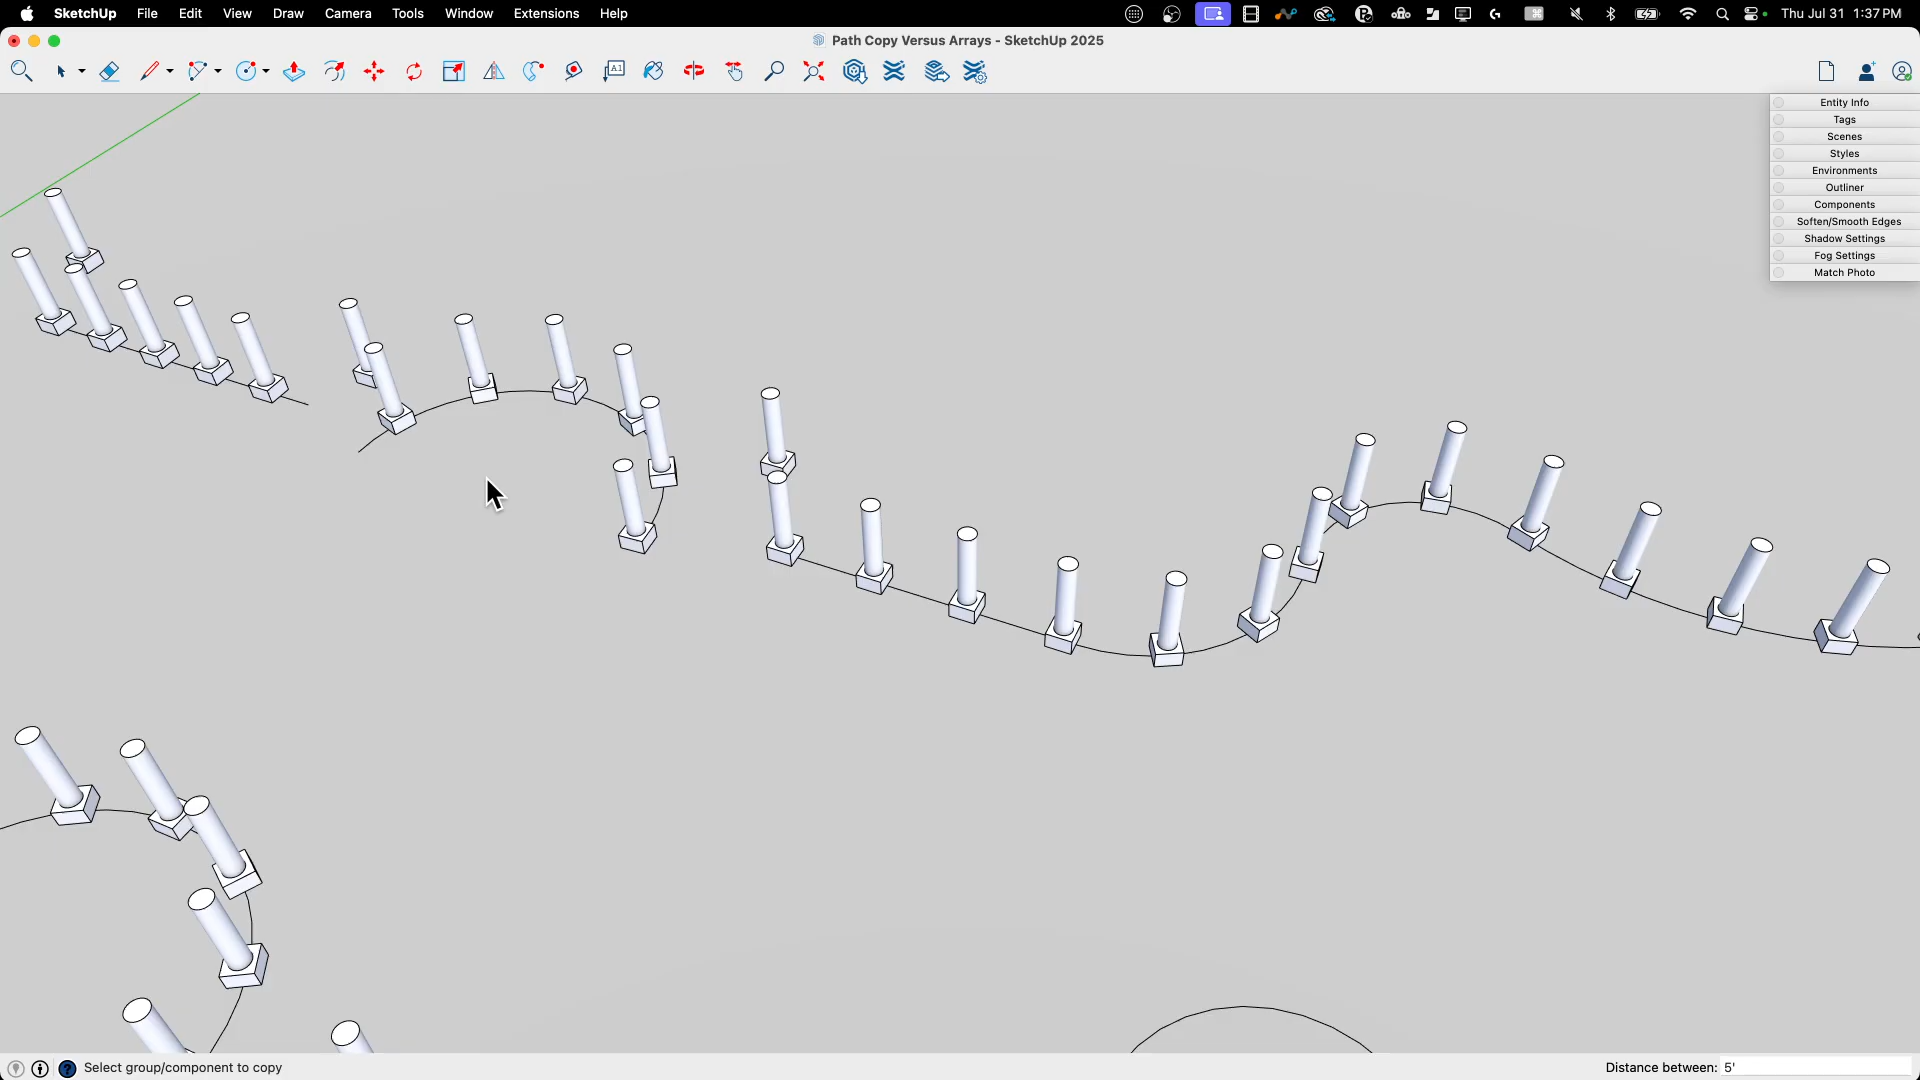 SketchUp File Edit View Draw Camera Tools Window Extensions Help Thu Jul 31 1:37 PM
Path Copy Versus Arrays - SketchUp 2025
A1
Entity Info
Tags
Scenes
Styles
Environments
Outliner
Components
Soften/Smooth Edges
Shadow Settings
Fog Settings
Match Photo
Select group/component to copy Distance between: 5'